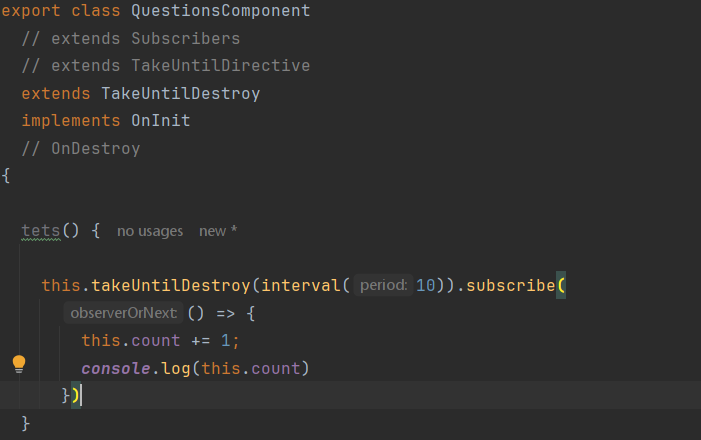 export class QuestionsComponent
// extends Subscribers
// extends TakeUntilDirective
extends TakeUntilDestroy
implements OnInit
// OnDestroy
{
tets() { no usages new *
this.takeUntilDestroy(interval( period: 10)).subscribe(
observerOrNext: () => {
this.count += 1;
console.log(this.count)
})
}